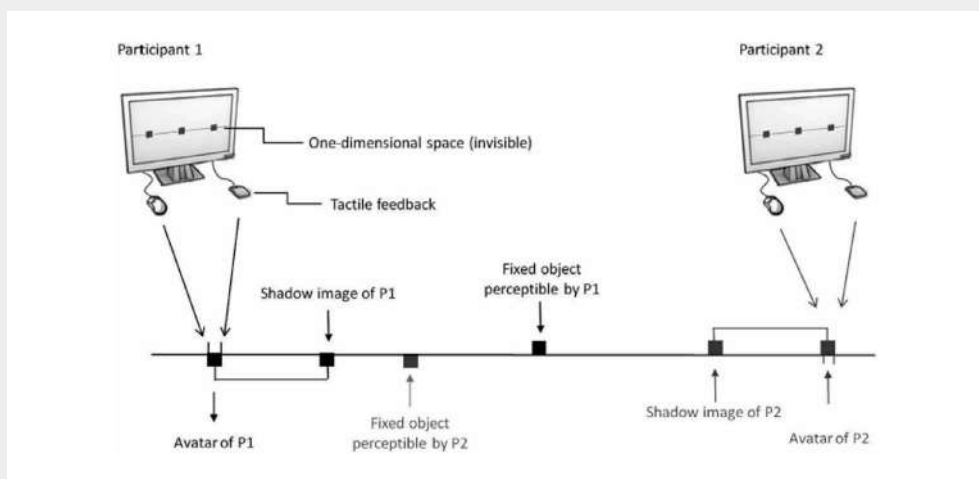 Participant 1
Participant 2
One-dimensional space (invisible)
Tactile feedback
Fixed object
perceptible by P1
Shadow image of P1
Shadow image of P2
Fixed object
perceptible by P2
Avatar of P1
Avatar of P2